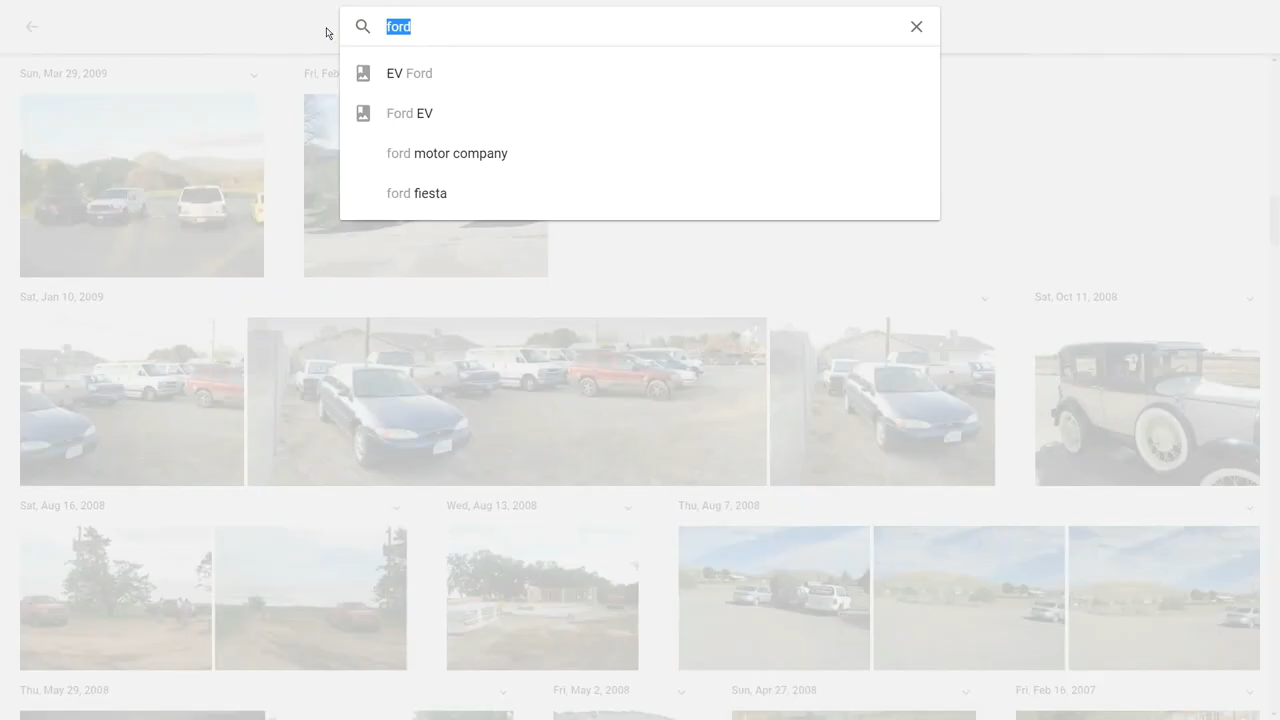 ford
EV Ford
Ford EV
ford motor company
ford fiesta
Sun, Mar 29, 2009
Fri, Feb
Sat, Jan 10, 2009
Sat, Oct 11, 2008
Sat, Aug 16, 2008
Wed, Aug 13, 2008
Thu, Aug 7, 2008
Thu, May 29, 2008
Fri, May 2, 2008
Sun, Apr 27, 2008
Fri, Feb 16, 2007